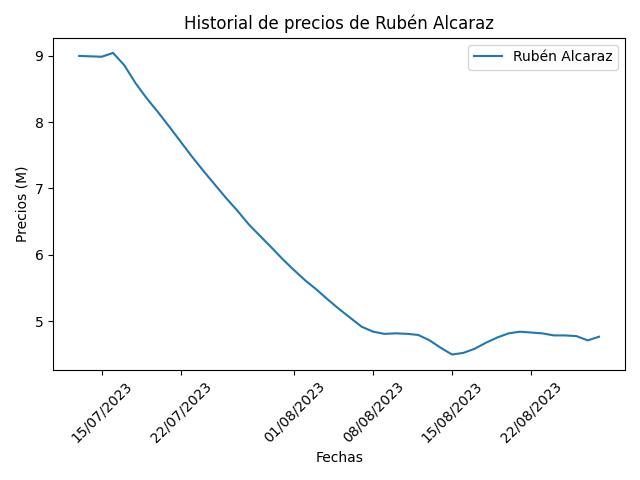 Historial de precios de Rubén Alcaraz
Rubén Alcaraz
Precios (M)
9
8
7
6
5
15/07/2023
22/07/2023
01/08/2023
08/08/2023
15/08/2023
22/08/2023
Fechas